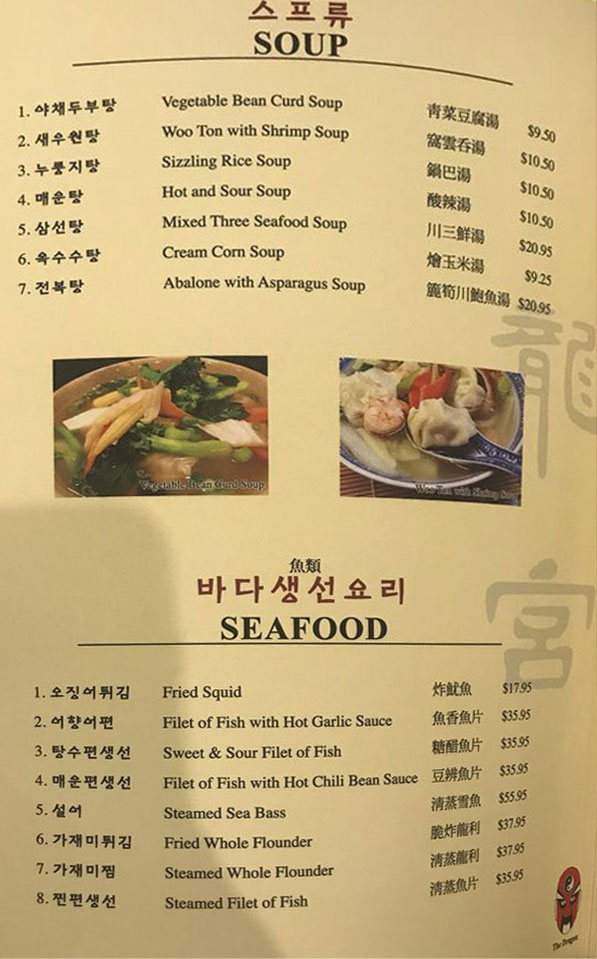 스프류
SOUP
1. 야채두부탕 Vegetable Bean Curd Soup 青菜豆腐湯 $9.50
2. 새우원탕 Woo Ton with Shrimp Soup 窩雲吞湯 $10.50
3. 누룽지탕 Sizzling Rice Soup 鍋巴湯 $10.50
4. 매운탕 Hot and Sour Soup 酸辣湯 $10.50
5. 삼선탕 Mixed Three Seafood Soup 川三鮮湯 $20.95
6. 옥수수탕 Cream Corn Soup 燴玉米湯 $9.25
7. 전복탕 Abalone with Asparagus Soup 筍川鮑魚湯 $20.95
龍宮
Vegetable Bean Curd Soup
Woo Ton with Shrimp Soup
魚類
바다생선요리
SEAFOOD
1. 오징어튀김 Fried Squid 炸魷魚 $17.95
2. 어향어편 Filet of Fish with Hot Garlic Sauce 魚香魚片 $35.95
3. 탕수편생선 Sweet & Sour Filet of Fish 糖醋魚片 $35.95
4. 매운편생선 Filet of Fish with Hot Chili Bean Sauce 豆辨魚片 $35.95
5. 설어 Steamed Sea Bass 淸蒸雪魚 $55.95
6. 가재미튀김 Fried Whole Flounder 脆炸龍利 $37.95
7. 가재미찜 Steamed Whole Flounder 淸蒸龍利 $37.95
8. 찐편생선 Steamed Filet of Fish 淸蒸魚片 $35.95
The Dragon